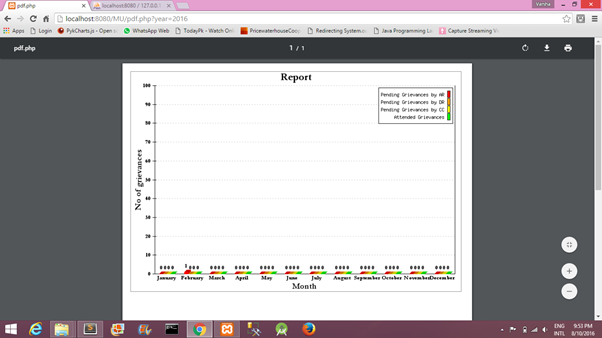 pdf.php
localhost / 127.0.0.1
Vanha
localhost:8080/MU/pdf.php?year=2016
Apps
Login
PykCharts.js - Open s
WhatsApp Web
TodayPk - Watch On
PricewaterhouseCoop
Redirecting System.ou
Java Programming La
Capture Streaming V
pdf.php
1 / 1
Report
100
90
80
70
60
50
40
30
20
10
0
No of grievances
Pending Grievances by AR
Pending Grievances by DR
Pending Grievances by CC
Attended Grievances
0 0 0 0 1 0 0 0 0 0 0 0 0 0 0 0 0 0 0 0 0 0 0 0 0 0 0 0 0 0 0 0 0 0 0 0 0 0 0 0 0 0 0 0 0 0 0 0
January February March April May June July August September October November December
Month
ENG
INTL
9:53 PM
8/10/2016